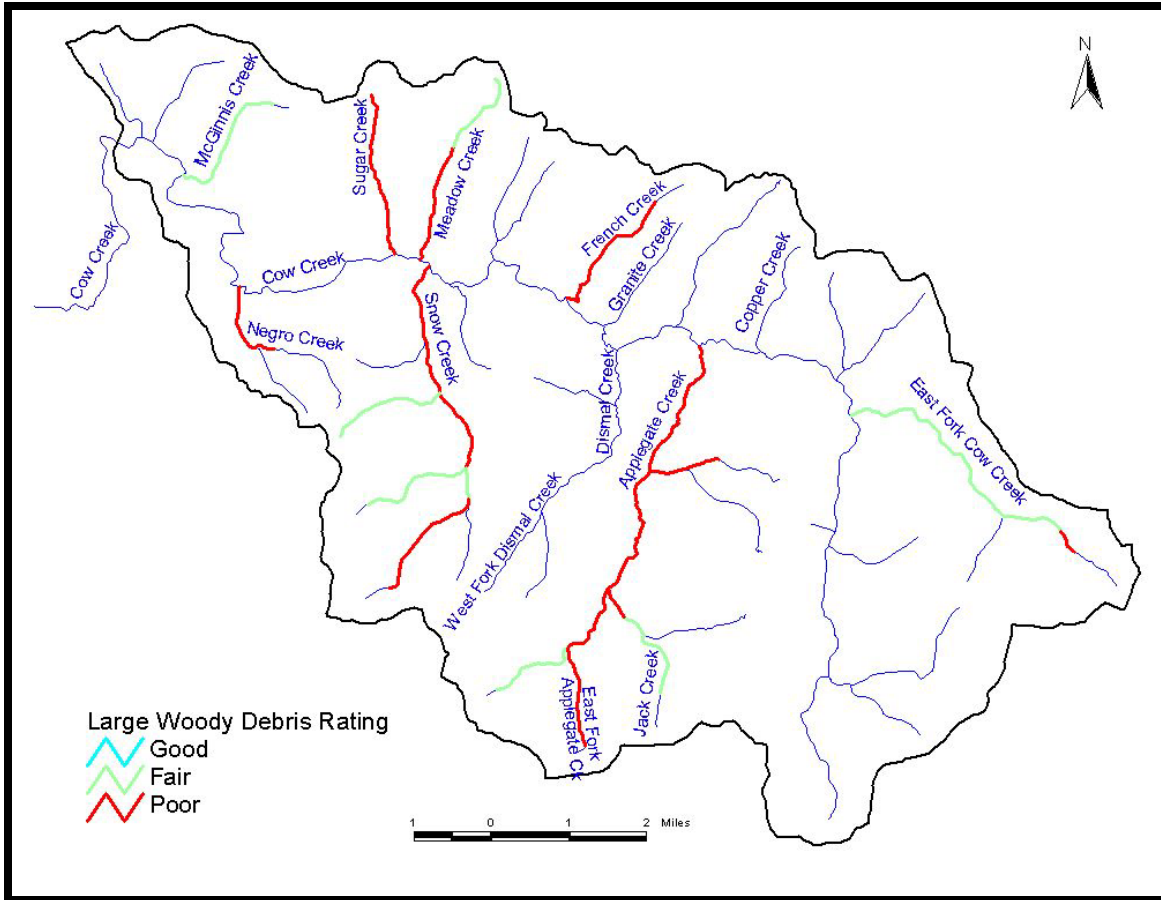 N
McGinnis Creek
Sugar Creek
Meadow Creek
Cow Creek
Cow Creek
French Creek
Granite Creek
Copper Creek
Negro Creek
Snow Creek
Dismal Creek
Applegate Creek
East Fork Cow Creek
West Fork Dismal Creek
Jack Creek
East Fork
Applegate Ck
Large Woody Debris Rating
Good
Fair
Poor
1 0 1 2 Miles